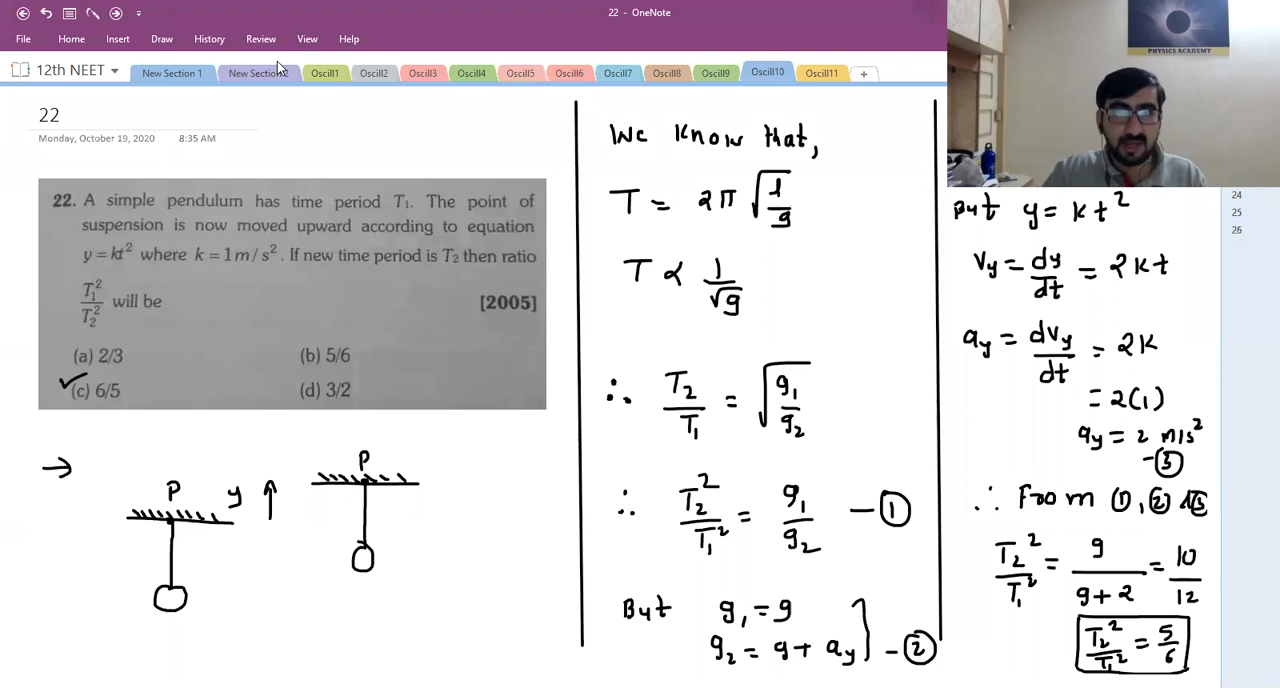 22 - OneNote
File Home Insert Draw History Review View Help
12th NEET
New Section 1 New Section 2 Oscill1 Oscill2 Oscill3 Oscill4 Oscill5 Oscill6 Oscill7 Oscill8 Oscill9 Oscill10 Oscill11 +
22
Monday, October 19, 2020 8:35 AM
22. A simple pendulum has time period T₁. The point of
suspension is now moved upward according to equation
y = kt² where k = 1 m/s². If new time period is T₂ then ratio
T₁²/T₂² will be [2005]
(a) 2/3 (b) 5/6
(c) 6/5 (d) 3/2
→
P y ↑
P
We know that,
T = 2π √(l/g)
T ∝ 1/√g
∴ T₂/T₁ = √(g₁/g₂)
∴ T₂²/T₁² = g₁/g₂ — ①
But g₁ = g
g₂ = g + ay — ②
But y = kt²
Vy = dy/dt = 2kt
ay = dVy/dt = 2k
= 2(1)
ay = 2 m/s²
- ③
∴ From ①, ② & ③
T₂²/T₁² = g/(g+2) = 10/12
T₂²/T₁² = 5/6
PHYSICS ACADEMY
24
25
26